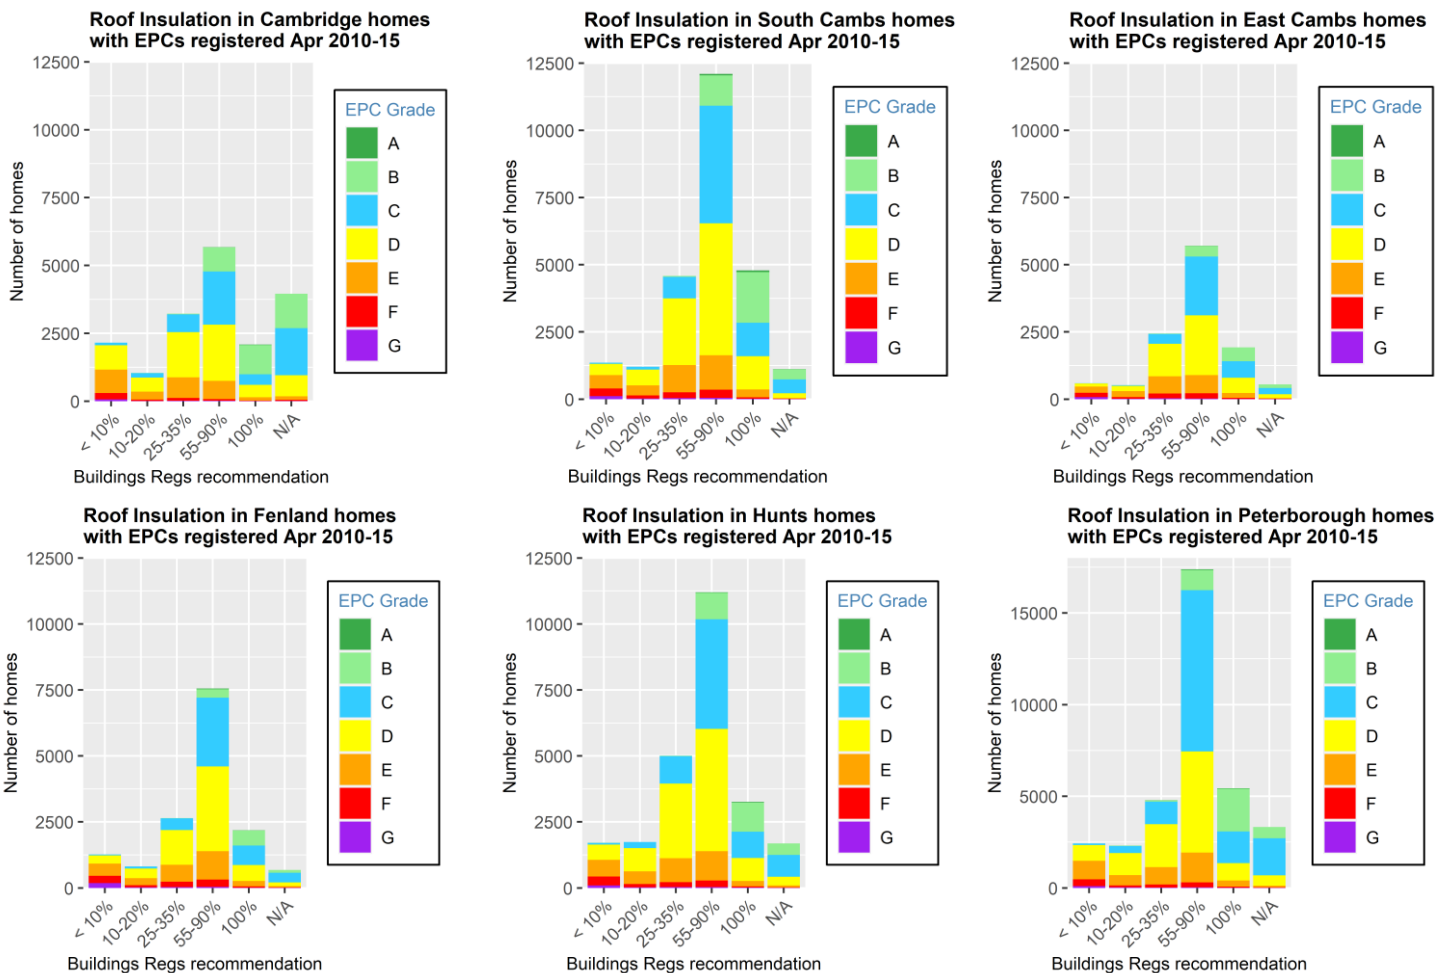 Roof Insulation in Cambridge homes
with EPCs registered Apr 2010-15
12500
10000
7500
5000
2500
0
Number of homes
< 10%
10-20%
25-35%
55-90%
100%
N/A
Buildings Regs recommendation
EPC Grade
A
B
C
D
E
F
G
Roof Insulation in South Cambs homes
with EPCs registered Apr 2010-15
12500
10000
7500
5000
2500
0
Number of homes
< 10%
10-20%
25-35%
55-90%
100%
N/A
Buildings Regs recommendation
EPC Grade
A
B
C
D
E
F
G
Roof Insulation in East Cambs homes
with EPCs registered Apr 2010-15
12500
10000
7500
5000
2500
0
Number of homes
< 10%
10-20%
25-35%
55-90%
100%
N/A
Buildings Regs recommendation
EPC Grade
A
B
C
D
E
F
G
Roof Insulation in Fenland homes
with EPCs registered Apr 2010-15
12500
10000
7500
5000
2500
0
Number of homes
< 10%
10-20%
25-35%
55-90%
100%
N/A
Buildings Regs recommendation
EPC Grade
A
B
C
D
E
F
G
Roof Insulation in Hunts homes
with EPCs registered Apr 2010-15
12500
10000
7500
5000
2500
0
Number of homes
< 10%
10-20%
25-35%
55-90%
100%
N/A
Buildings Regs recommendation
EPC Grade
A
B
C
D
E
F
G
Roof Insulation in Peterborough homes
with EPCs registered Apr 2010-15
15000
10000
5000
0
Number of homes
< 10%
10-20%
25-35%
55-90%
100%
N/A
Buildings Regs recommendation
EPC Grade
A
B
C
D
E
F
G